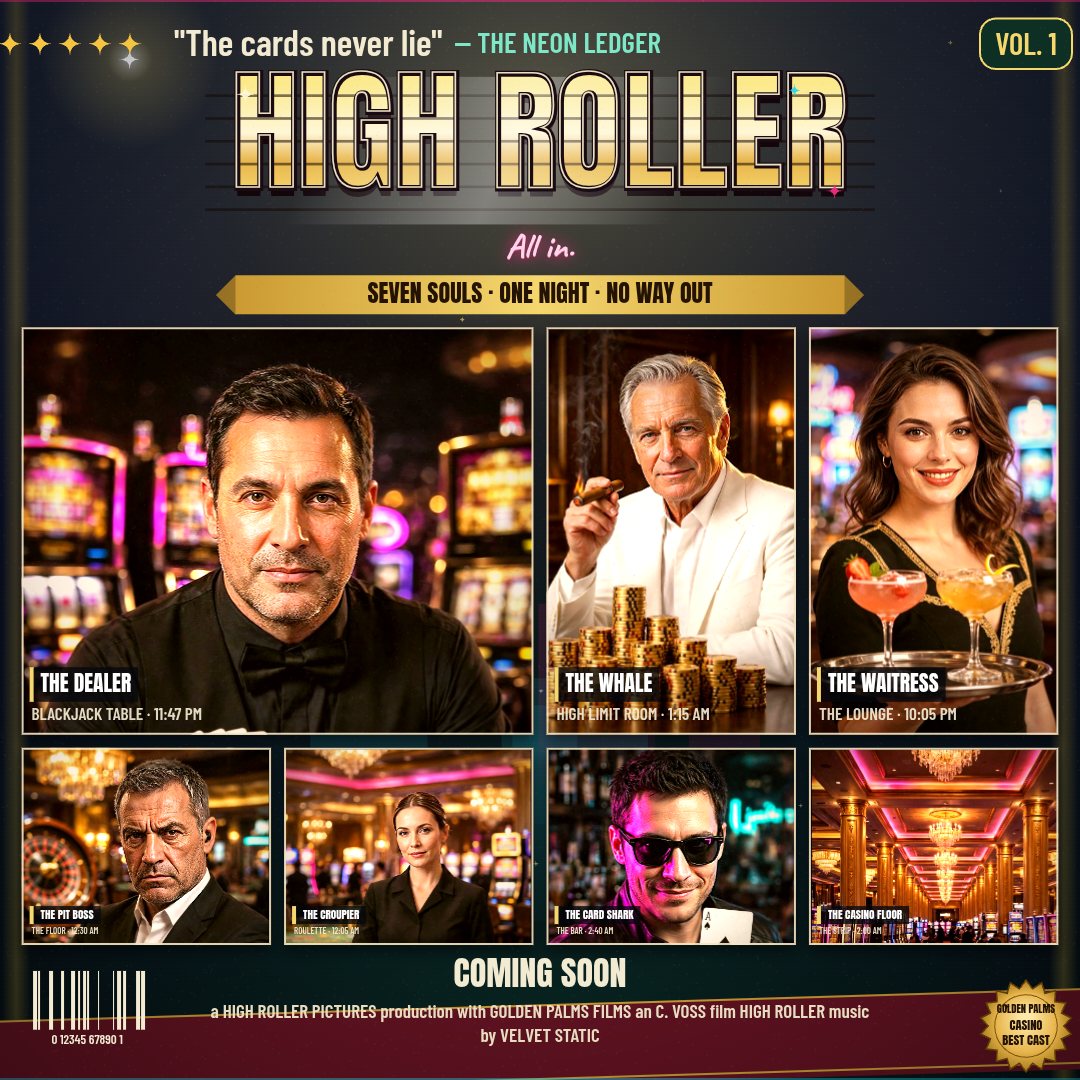 "The cards never lie" — THE NEON LEDGER
VOL. 1
HIGH ROLLER
All in.
SEVEN SOULS · ONE NIGHT · NO WAY OUT
THE DEALER
BLACKJACK TABLE · 11:47 PM
THE WHALE
HIGH LIMIT ROOM · 1:15 AM
THE WAITRESS
THE LOUNGE · 10:05 PM
THE PIT BOSS
THE FLOOR · 12:30 AM
THE CROUPIER
ROULETTE · 12:05 AM
THE CARD SHARK
THE BAR · 2:40 AM
A
THE CASINO FLOOR
THE STRIP · 2:00 AM
COMING SOON
a HIGH ROLLER PICTURES production with GOLDEN PALMS FILMS an C. VOSS film HIGH ROLLER music
by VELVET STATIC
0 12345 67890 1
GOLDEN PALMS
CASINO
BEST CAST